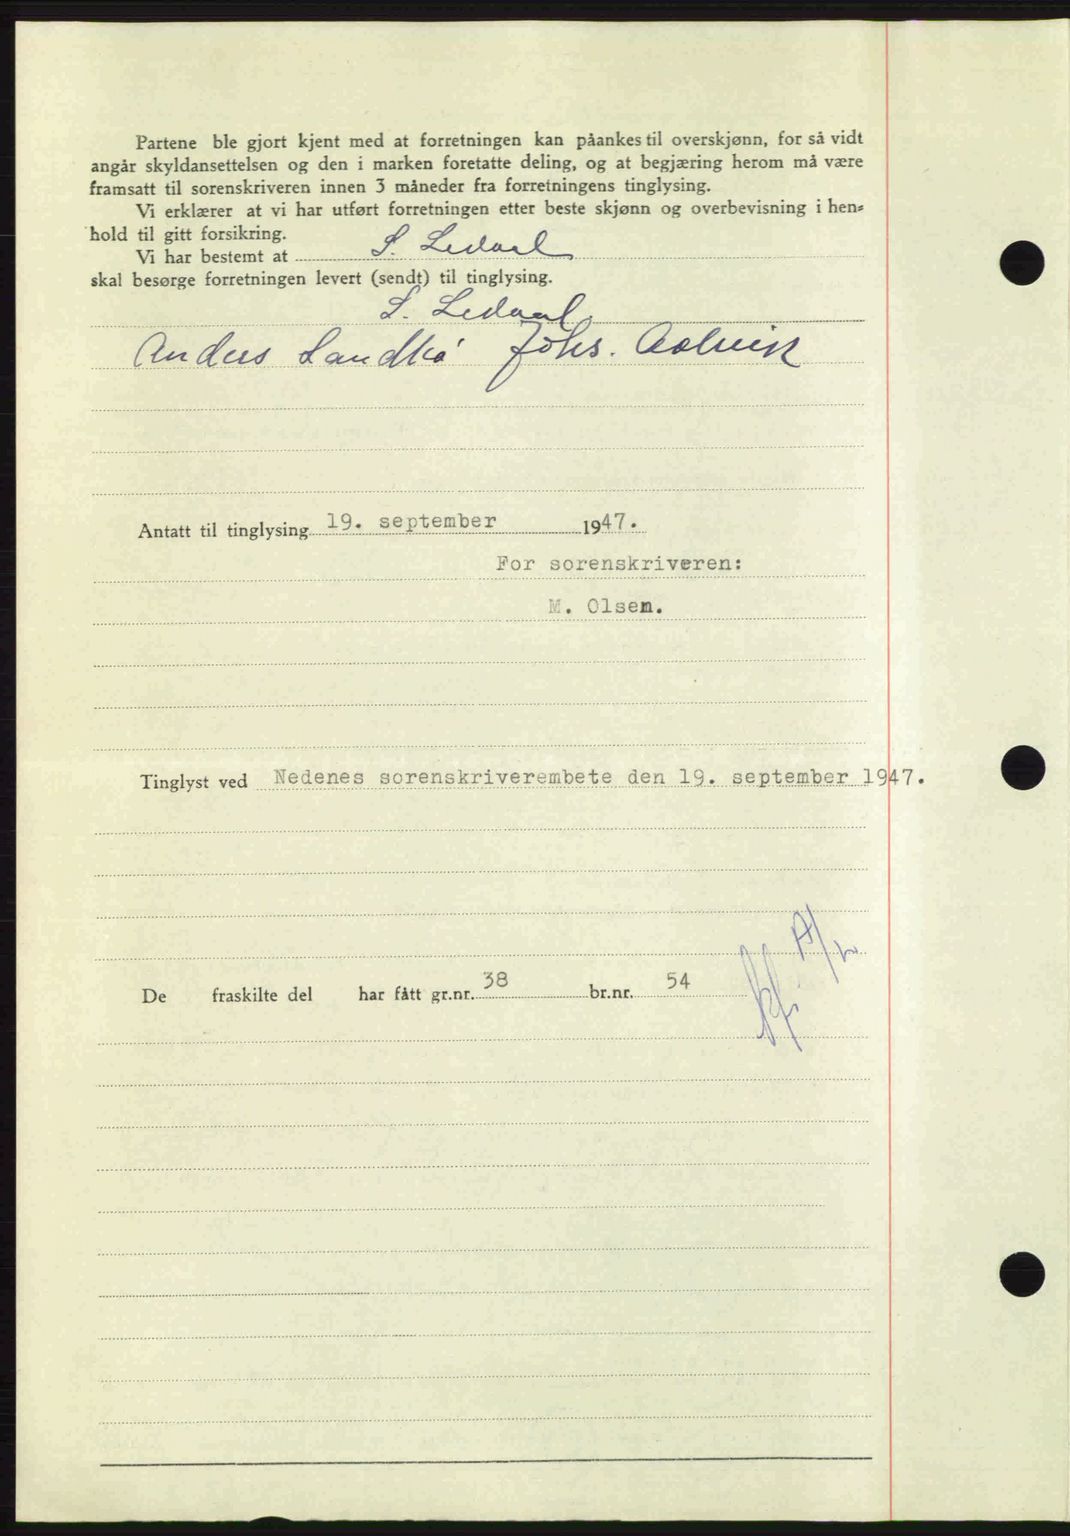 Partene ble gjort kjent med at forretningen kan påankes til overskjønn, for så vidt
angår skyldansettelsen og den i marken foretatte deling, og at begjæring herom må være
framsatt til sorenskriveren innen 3 måneder fra forretningens tinglysing.
Vi erklærer at vi har utført forretningen etter beste skjønn og overbevisning i hen=
hold til gitt forsikring.
Vi har bestemt at S. Ledaal
skal besørge forretningen levert (sendt) til tinglysing.
S. Ledaal
Anders Landkå Johs.
Antatt til tinglysing 19. september 1947.
For sorenskriveren:
M. Olsen.
Tinglyst ved Nedenes sorenskriverembete den 19. september 1947.
De fraskilte del har fått gr.nr. 38 br.nr. 54